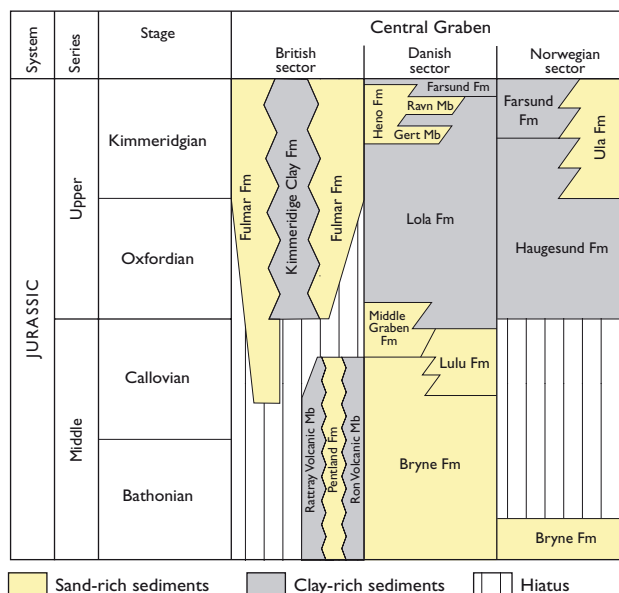 System
Series
Stage
Central Graben
British
sector
Danish
sector
Norwegian
sector
JURASSIC
Upper
Middle
Kimmeridgian
Oxfordian
Callovian
Bathonian
Fulmar Fm
Kimmeridige Clay Fm
Fulmar Fm
Rattray Volcanic Mb
Pentland Fm
Ron Volcanic Mb
Farsund Fm
Heno Fm
Ravn Mb
Gert Mb
Lola Fm
Middle
Graben
Fm
Lulu Fm
Bryne Fm
Farsund
Fm
Ula Fm
Haugesund Fm
Bryne Fm
Sand-rich sediments
Clay-rich sediments
Hiatus